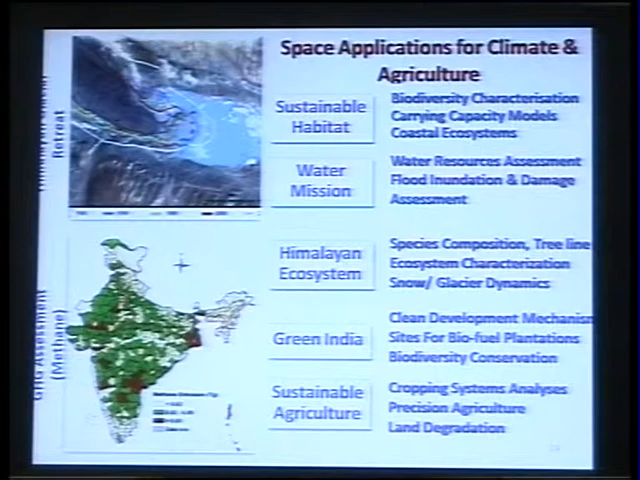 Space Applications for Climate &
Agriculture
Retreat
Sustainable
Habitat
Biodiversity Characterisation
Carrying Capacity Models
Coastal Ecosystems
Water
Mission
Water Resources Assessment
Flood Inundation & Damage
Assessment
Himalayan
Ecosystem
Species Composition, Tree line
Ecosystem Characterization
Snow/ Glacier Dynamics
GHG Assessment
(Methane)
Green India
Clean Development Mechanism
Sites For Bio-fuel Plantations
Biodiversity Conservation
Sustainable
Agriculture
Cropping Systems Analyses
Precision Agriculture
Land Degradation